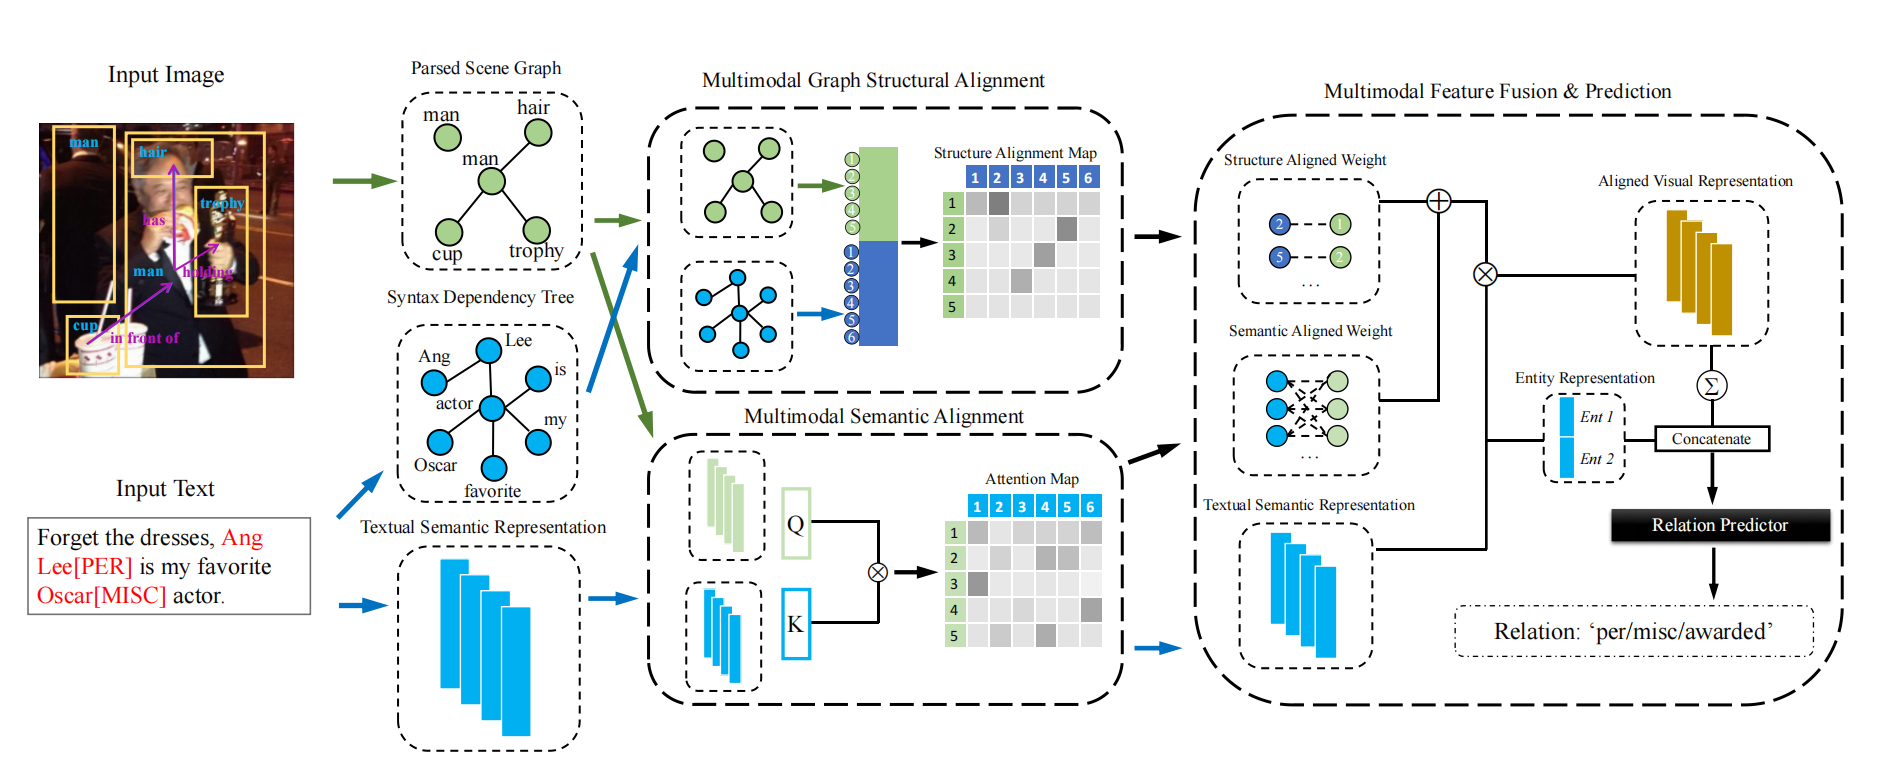 Input Image
man
hair
trophy
has
man
holding
cup
in front of
Input Text
Forget the dresses, Ang
Lee[PER] is my favorite
Oscar[MISC] actor.
Parsed Scene Graph
man
hair
man
cup
trophy
Syntax Dependency Tree
Lee
Ang
is
actor
my
Oscar
favorite
Textual Semantic Representation
Multimodal Graph Structural Alignment
1
2
3
4
5
1
2
3
4
5
6
Structure Alignment Map
1 2 3 4 5 6
1
2
3
4
5
Multimodal Semantic Alignment
Q
K
Attention Map
1 2 3 4 5 6
1
2
3
4
5
Multimodal Feature Fusion & Prediction
Structure Aligned Weight
2 1
5 2
...
Semantic Aligned Weight
...
Textual Semantic Representation
Aligned Visual Representation
Σ
Entity Representation
Ent 1
Ent 2
Concatenate
Relation Predictor
Relation: ‘per/misc/awarded’